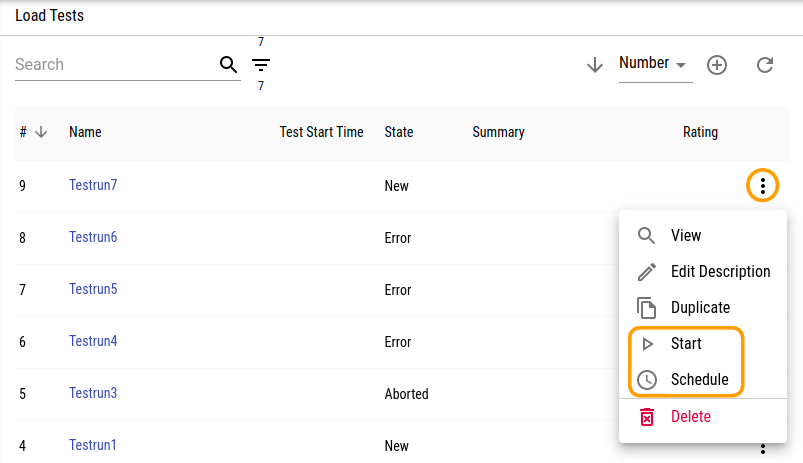 Load Tests
7
Search
Number
7
# Name Test Start Time State Summary Rating
9 Testrun7 New
8 Testrun6 Error
7 Testrun5 Error
6 Testrun4 Error
5 Testrun3 Aborted
4 Testrun1 New
View
Edit Description
Duplicate
Start
Schedule
Delete